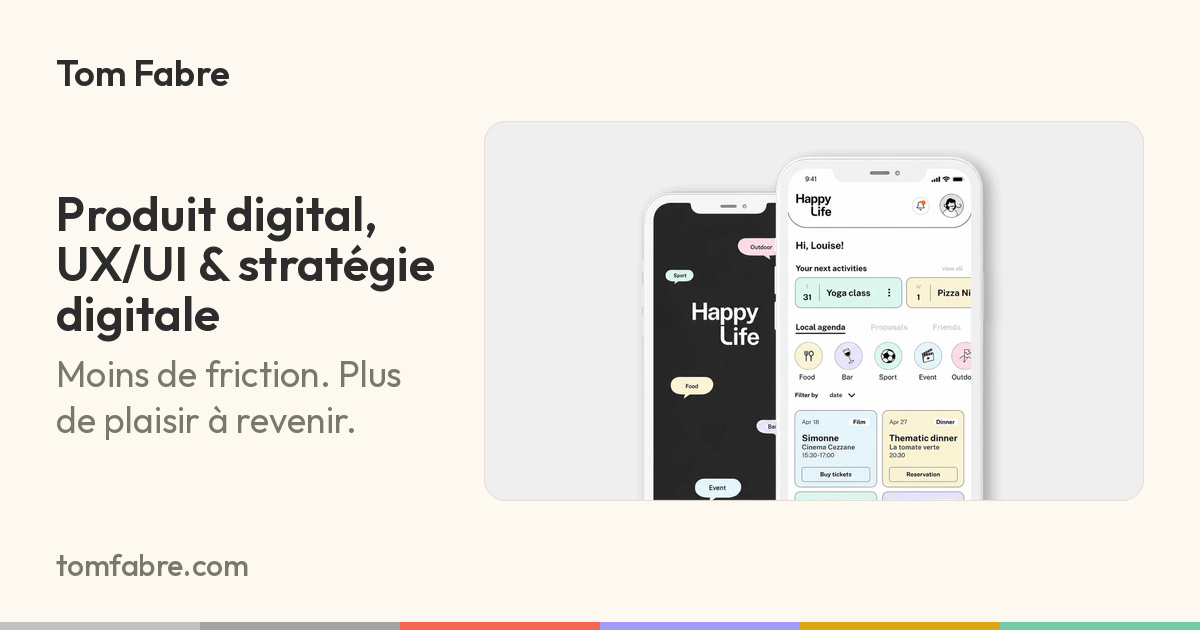 Tom Fabre
Produit digital,
UX/UI & stratégie
digitale
Moins de friction. Plus
de plaisir à revenir.
tomfabre.com
Outdoor
Sport
Happy
Life
Food
Event
9:41
Happy
Life
Hi, Louise!
Your next activities
view all
T
31
Yoga class
W
1
Pizza Ni
Local agenda
Proposals
Friends
Food
Bar
Sport
Event
Outdo
Filter by
date
Apr 18
Film
Simonne
Cinema Cezzane
15:30-17:00
Buy tickets
Apr 27
Dinner
Thematic dinner
La tomate verte
20:30
Reservation